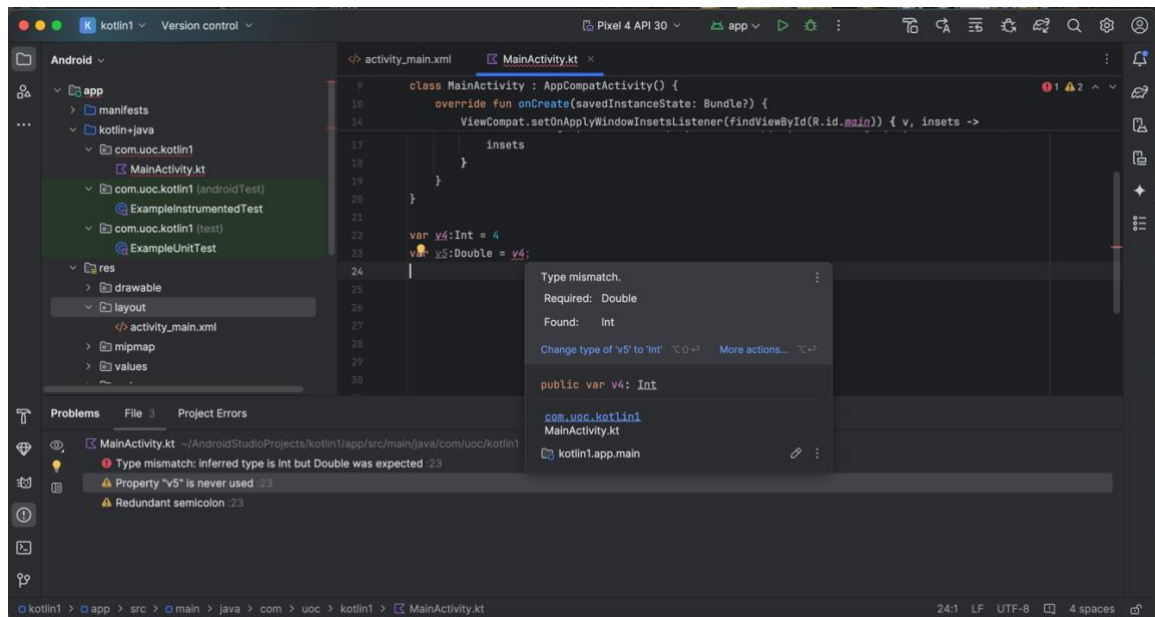 K kotlin1 Version control Pixel 4 API 30 app
Android
activity_main.xml MainActivity.kt
app
manifests
kotlin+java
com.uoc.kotlin1
MainActivity.kt
com.uoc.kotlin1 (androidTest)
ExampleInstrumentedTest
com.uoc.kotlin1 (test)
ExampleUnitTest
res
drawable
layout
activity_main.xml
mipmap
values
9 class MainActivity : AppCompatActivity() {
10 override fun onCreate(savedInstanceState: Bundle?) {
14 ViewCompat.setOnApplyWindowInsetsListener(findViewById(R.id.main)) { v, insets ->
17 insets
18 }
19 }
20 }
21
22 var v4:Int = 4
23 var v5:Double = v4;
24
25
26
27
28
29
30
1 2
Type mismatch.
Required: Double
Found: Int
Change type of 'v5' to 'Int' ⌥⇧⏎ More actions... ⌥⏎
public var v4: Int
com.uoc.kotlin1
MainActivity.kt
kotlin1.app.main
Problems File 3 Project Errors
MainActivity.kt ~/AndroidStudioProjects/kotlin1/app/src/main/java/com/uoc/kotlin1
Type mismatch: inferred type is Int but Double was expected :23
Property "v5" is never used :23
Redundant semicolon :23
kotlin1 > app > src > main > java > com > uoc > kotlin1 > MainActivity.kt 24:1 LF UTF-8 4 spaces